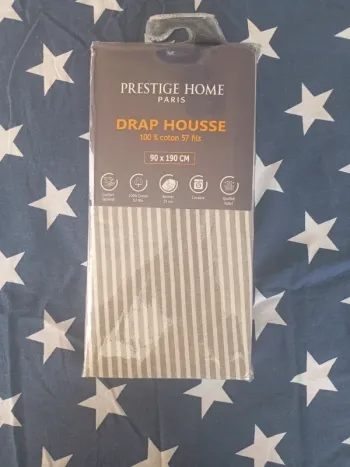 PRESTIGE HOME
PARIS
DRAP HOUSSE
100 % coton 57 fils
90 x 190 CM